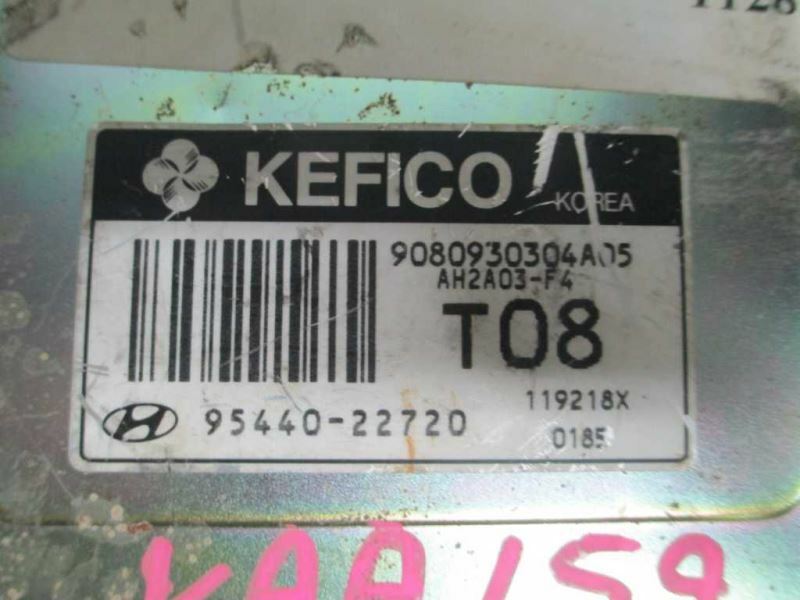 KEFICO
KOREA
9080930304A05
AH2A03-F4
T08
95440-22720
119218X
0185